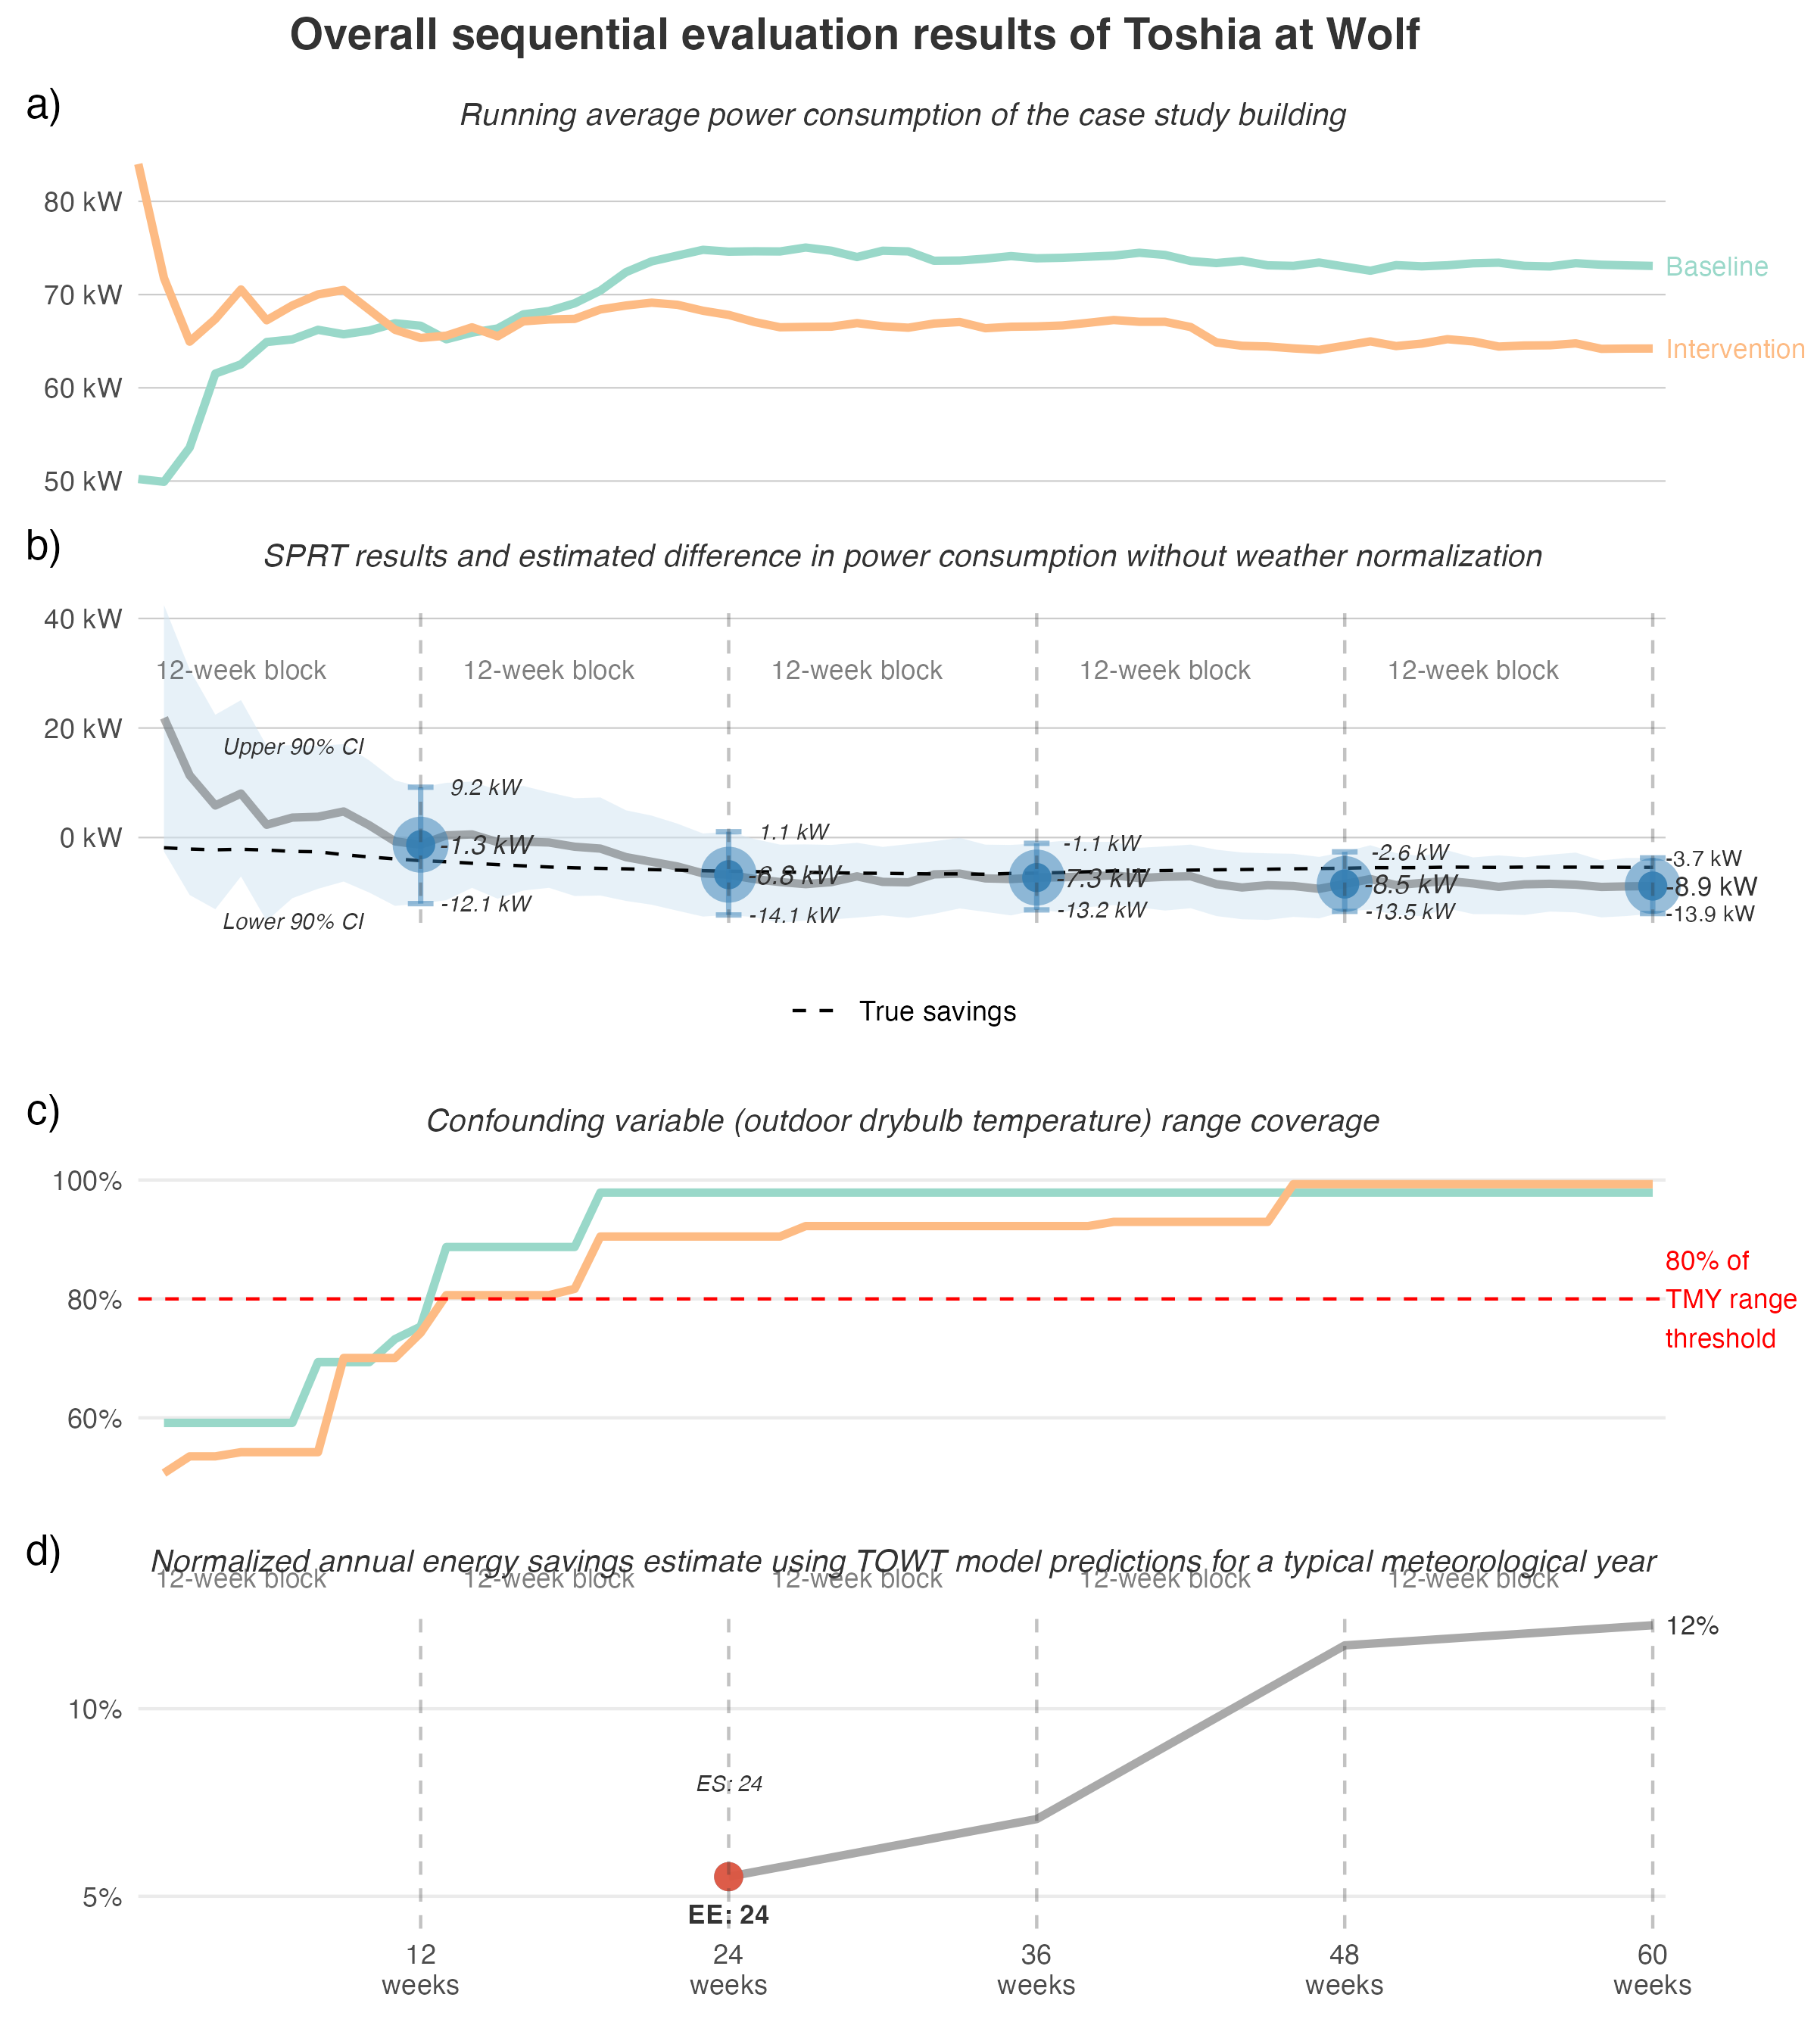 Overall sequential evaluation results of Toshia at Wolf
a)
Running average power consumption of the case study building
80 kW
70 kW
60 kW
50 kW
Baseline
Intervention
b)
SPRT results and estimated difference in power consumption without weather normalization
40 kW
20 kW
0 kW
12-week block
12-week block
12-week block
12-week block
12-week block
Upper 90% CI
Lower 90% CI
9.2 kW
-1.3 kW
-12.1 kW
1.1 kW
-6.8 kW
-14.1 kW
-1.1 kW
-7.3 kW
-13.2 kW
-2.6 kW
-8.5 kW
-13.5 kW
-3.7 kW
-8.9 kW
-13.9 kW
True savings
c)
Confounding variable (outdoor drybulb temperature) range coverage
100%
80%
60%
80% of
TMY range
threshold
d)
Normalized annual energy savings estimate using TOWT model predictions for a typical meteorological year
12-week block
12-week block
12-week block
12-week block
12-week block
12%
10%
5%
ES: 24
EE: 24
12
weeks
24
weeks
36
weeks
48
weeks
60
weeks